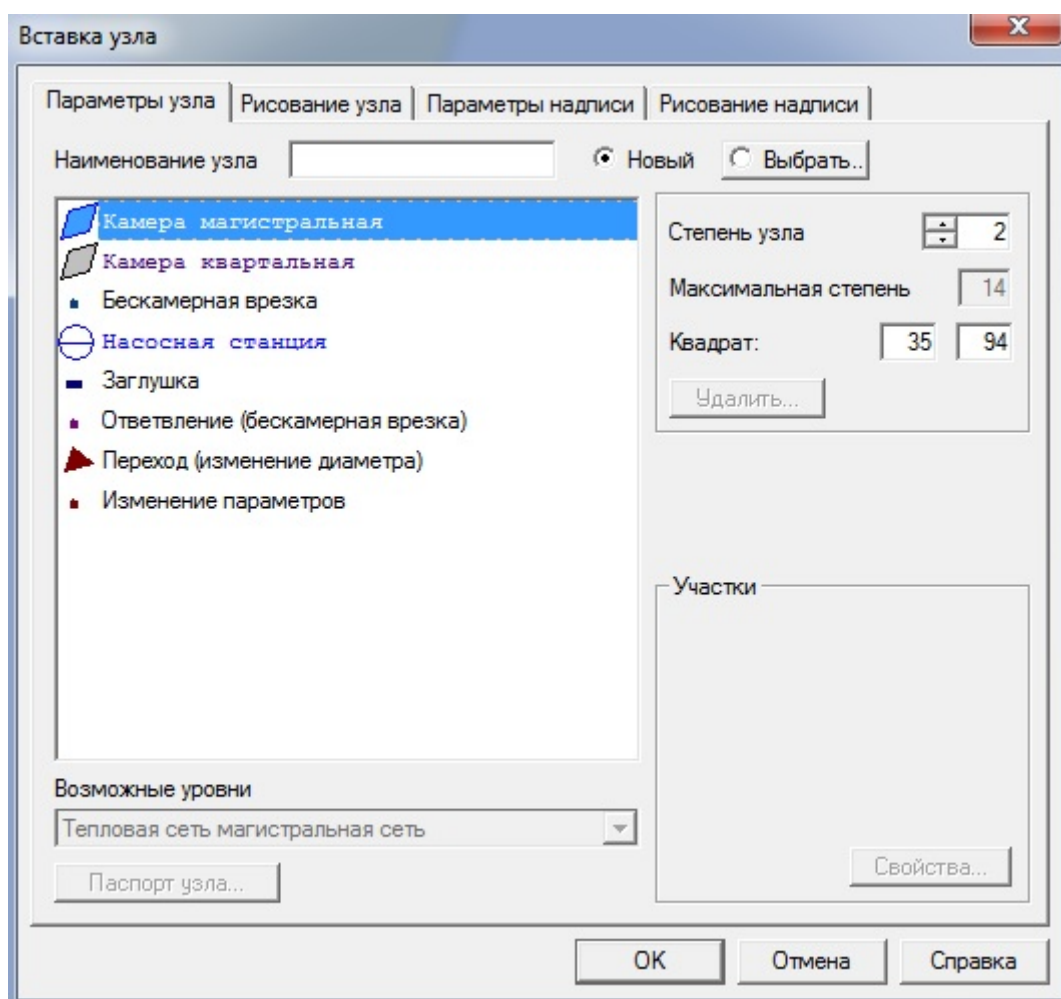 Вставка узла
Параметры узла Рисование узла Параметры надписи Рисование надписи
Наименование узла Новый Выбрать..
Камера магистральная
Камера квартальная
Бескамерная врезка
Насосная станция
Заглушка
Ответвление (бескамерная врезка)
Переход (изменение диаметра)
Изменение параметров
Степень узла 2
Максимальная степень 14
Квадрат: 35 94
Удалить...
Участки
Возможные уровни
Тепловая сеть магистральная сеть
Паспорт узла...
Свойства...
OK Отмена Справка